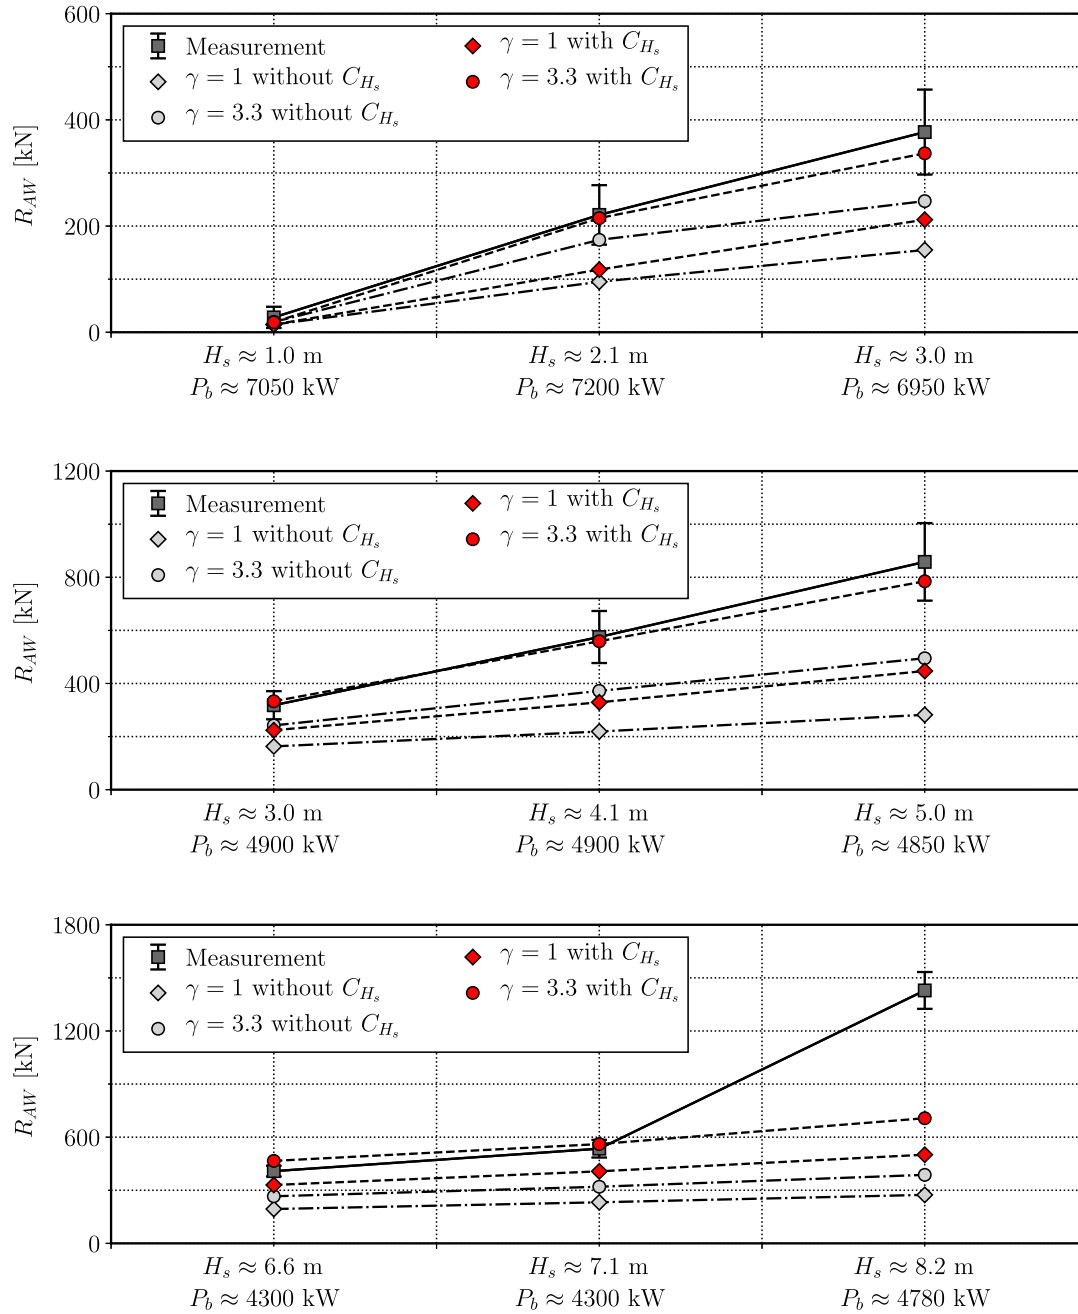 600
400
200
0
R_AW [kN]
Measurement
γ = 1 without C_Hs
γ = 3.3 without C_Hs
γ = 1 with C_Hs
γ = 3.3 with C_Hs
H_s ≈ 1.0 m
P_b ≈ 7050 kW
H_s ≈ 2.1 m
P_b ≈ 7200 kW
H_s ≈ 3.0 m
P_b ≈ 6950 kW
1200
800
400
0
R_AW [kN]
Measurement
γ = 1 without C_Hs
γ = 3.3 without C_Hs
γ = 1 with C_Hs
γ = 3.3 with C_Hs
H_s ≈ 3.0 m
P_b ≈ 4900 kW
H_s ≈ 4.1 m
P_b ≈ 4900 kW
H_s ≈ 5.0 m
P_b ≈ 4850 kW
1800
1200
600
0
R_AW [kN]
Measurement
γ = 1 without C_Hs
γ = 3.3 without C_Hs
γ = 1 with C_Hs
γ = 3.3 with C_Hs
H_s ≈ 6.6 m
P_b ≈ 4300 kW
H_s ≈ 7.1 m
P_b ≈ 4300 kW
H_s ≈ 8.2 m
P_b ≈ 4780 kW